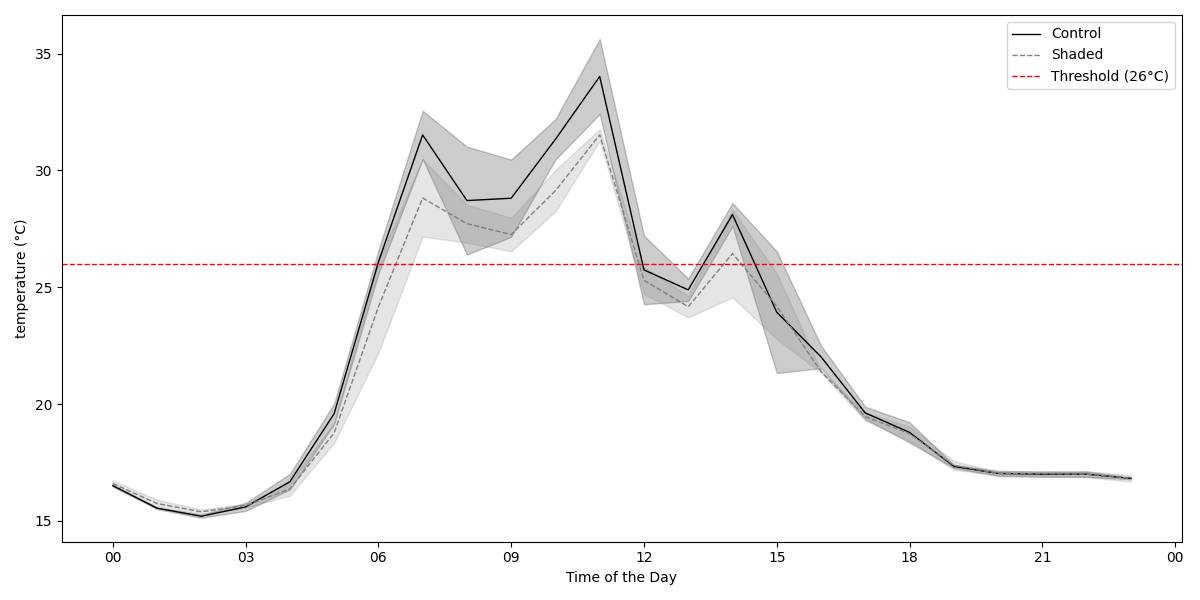 Control
Shaded
Threshold (26°C)
temperature (°C)
35
30
25
20
15
00 03 06 09 12 15 18 21 00
Time of the Day